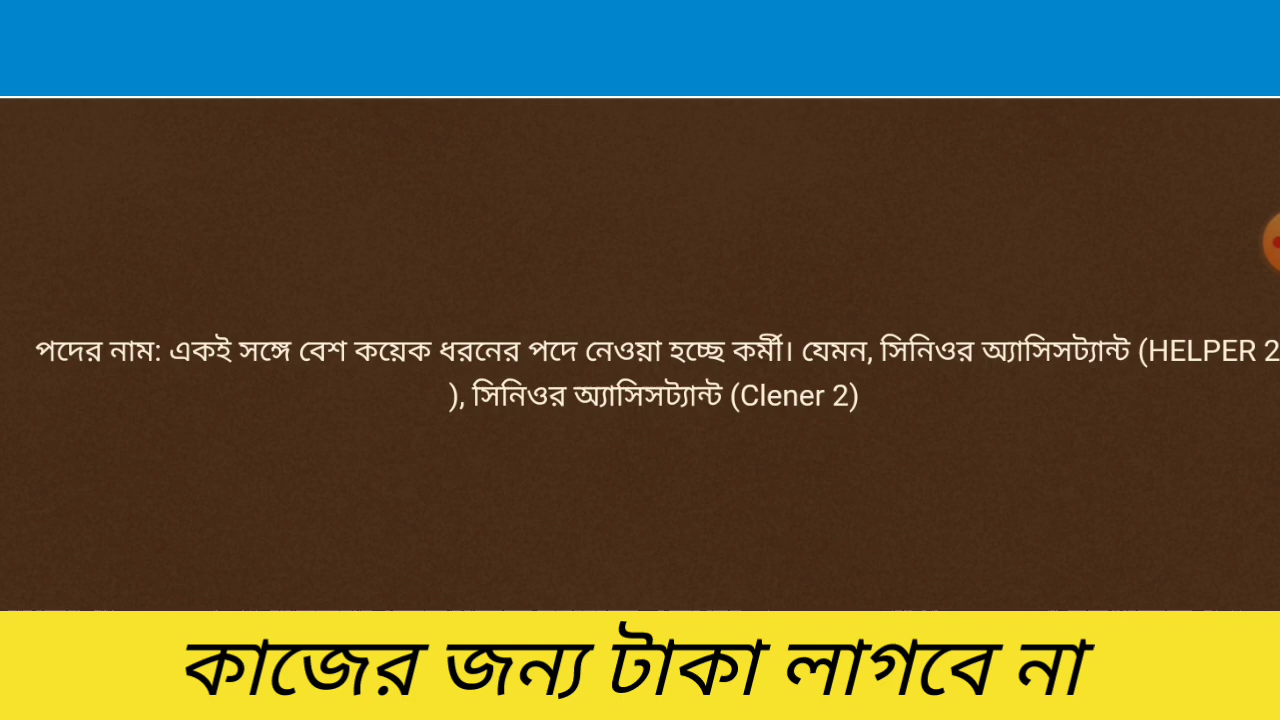 পদের নাম: একই সঙ্গে বেশ কয়েক ধরনের পদে নেওয়া হচ্ছে কর্মী। যেমন, সিনিওর অ্যাসিসট্যান্ট (HELPER 2
), সিনিওর অ্যাসিসট্যান্ট (Clener 2)
কাজের জন্য টাকা লাগবে না